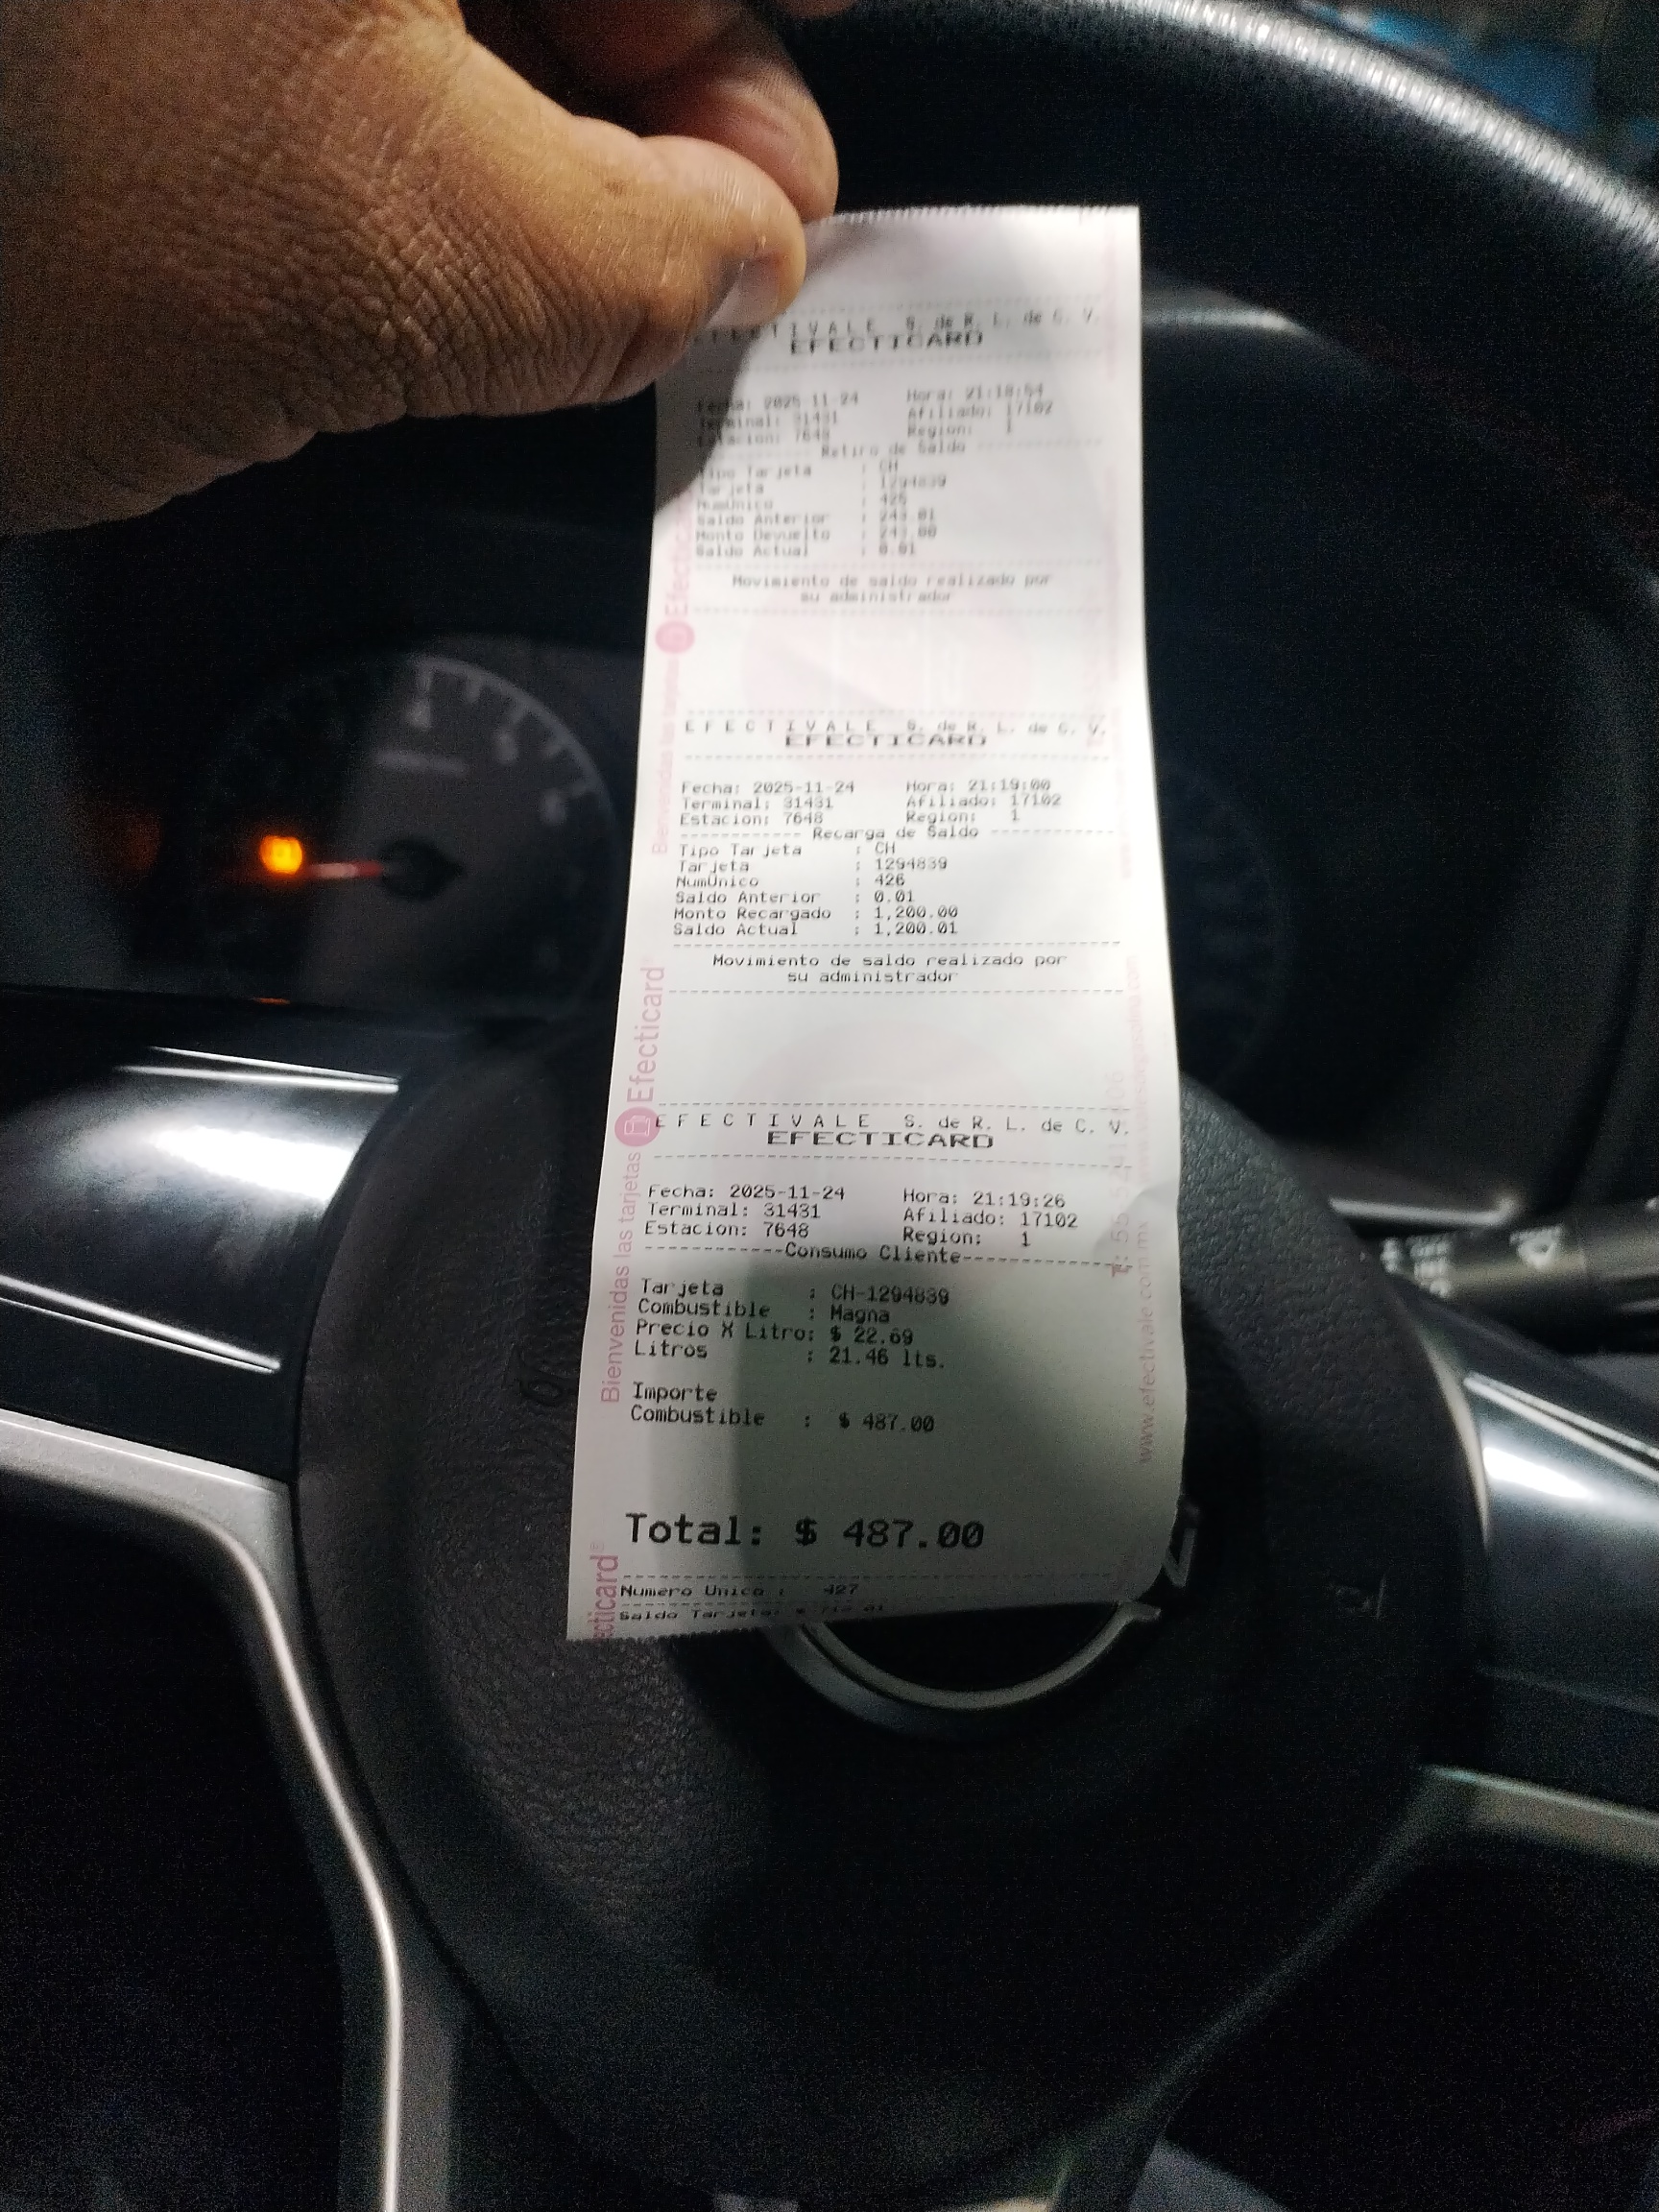 EFECTIVALE S. de R. L. de C. V.
EFECTICARD
Fecha: 2025-11-24 Hora: 21:18:54
Terminal: 31431 Afiliado: 17102
Estacion: 7648 Region: 1
Retiro de Saldo
Tipo Tarjeta : CH
Tarjeta : 1294839
NumUnico : 425
Saldo Anterior : 243.01
Monto Devuelto : 243.00
Saldo Actual : 0.01
Movimiento de saldo realizado por
su administrador
EFECTIVALE S. de R. L. de C. V.
EFECTICARD
Fecha: 2025-11-24 Hora: 21:19:00
Terminal: 31431 Afiliado: 17102
Estacion: 7648 Region: 1
----------- Recarga de Saldo -----------
Tipo Tarjeta : CH
Tarjeta : 1294839
NumUnico : 426
Saldo Anterior : 0.01
Monto Recargado : 1,200.00
Saldo Actual : 1,200.01
Movimiento de saldo realizado por
su administrador
EFECTIVALE S. de R. L. de C. V.
EFECTICARD
Fecha: 2025-11-24 Hora: 21:19:26
Terminal: 31431 Afiliado: 17102
Estacion: 7648 Region: 1
------------Consumo Cliente------------
Tarjeta : CH-1294839
Combustible : Magna
Precio X Litro: $ 22.69
Litros : 21.46 lts.
Importe
Combustible : $ 487.00
Total: $ 487.00
Numero Unico : 427
Saldo Tarjeta:
Bienvenidas las tarjetas Efecticard
www.efectivale.com.mx